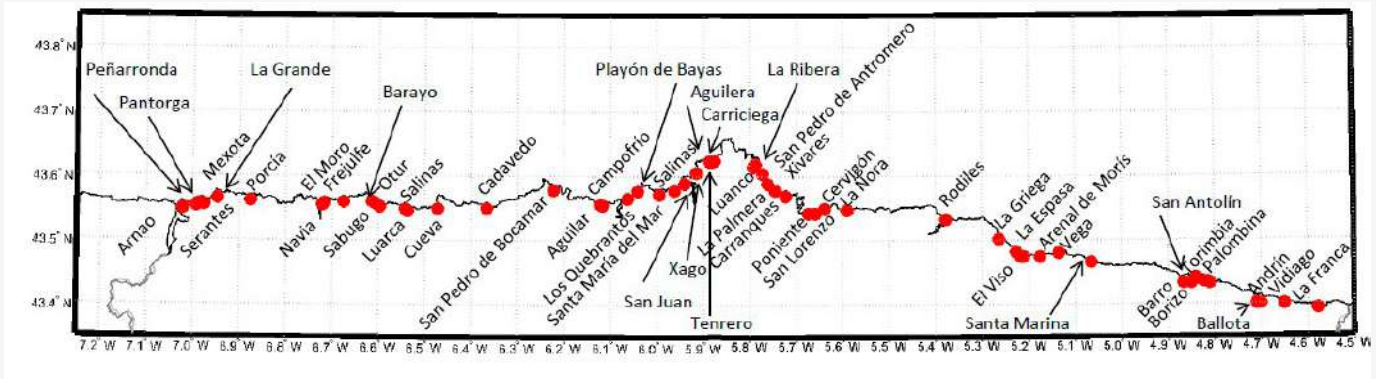 43.8° N
43.7° N
43.6° N
43.5° N
43.4° N
Peñarronda
La Grande
Pantorga
Barayo
Playón de Bayas
La Ribera
Aguilera
Carriciega
Arnao
Mexota
Serantes
Porcía
El Moro
Navia
Frejulfe
Sabugo
Otur
Salinas
Luarca
Cueva
Cadavedo
San Pedro de Bocamar
Campofrio
Aguilar
Los Quebrantos
Santa María del Mar
Salinas
San Juan
Xago
Tenrero
Luanco
San Pedro de Antromero
La Palmera
Xivares
Carranques
Poniente
Cervigón
San Lorenzo
La Nora
Rodiles
La Griega
El Viso
La Espasa
Arenal de Morís
Vega
Santa Marina
San Antolín
Barro
Torimbia
Borizo
Palombina
Ballota
Andrín
Vidiago
La Franca
7.2° W 7.1° W 7.0° W 6.9° W 6.8° W 6.7° W 6.6° W 6.5° W 6.4° W 6.3° W 6.2° W 6.1° W 6.0° W 5.9° W 5.8° W 5.7° W 5.6° W 5.5° W 5.4° W 5.3° W 5.2° W 5.1° W 5.0° W 4.9° W 4.8° W 4.7° W 4.6° W 4.5° W